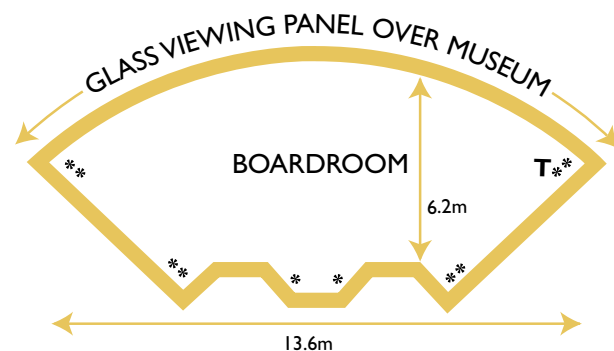 GLASS VIEWING PANEL OVER MUSEUM
**
BOARDROOM
T**
6.2m
**
*
*
**
13.6m